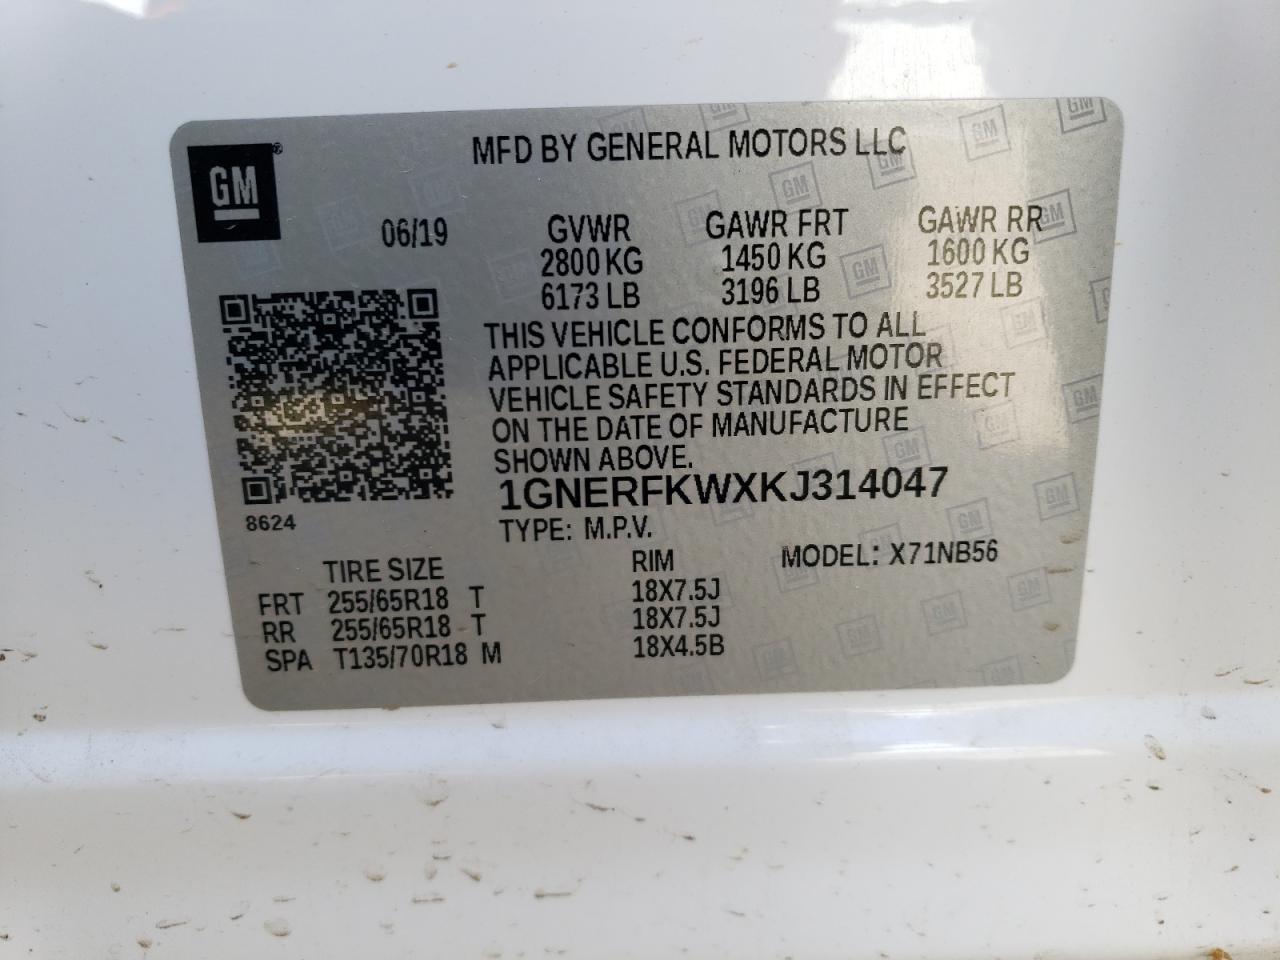 MFD BY GENERAL MOTORS LLC
GM®
06/19
GVWR GAWR FRT GAWR RR
2800 KG 1450 KG 1600 KG
6173 LB 3196 LB 3527 LB
THIS VEHICLE CONFORMS TO ALL
APPLICABLE U.S. FEDERAL MOTOR
VEHICLE SAFETY STANDARDS IN EFFECT
ON THE DATE OF MANUFACTURE
SHOWN ABOVE.
1GNERFKWXKJ314047
8624
TYPE: M.P.V.
TIRE SIZE RIM MODEL: X71NB56
FRT 255/65R18 T 18X7.5J
RR 255/65R18 T 18X7.5J
SPA T135/70R18 M 18X4.5B